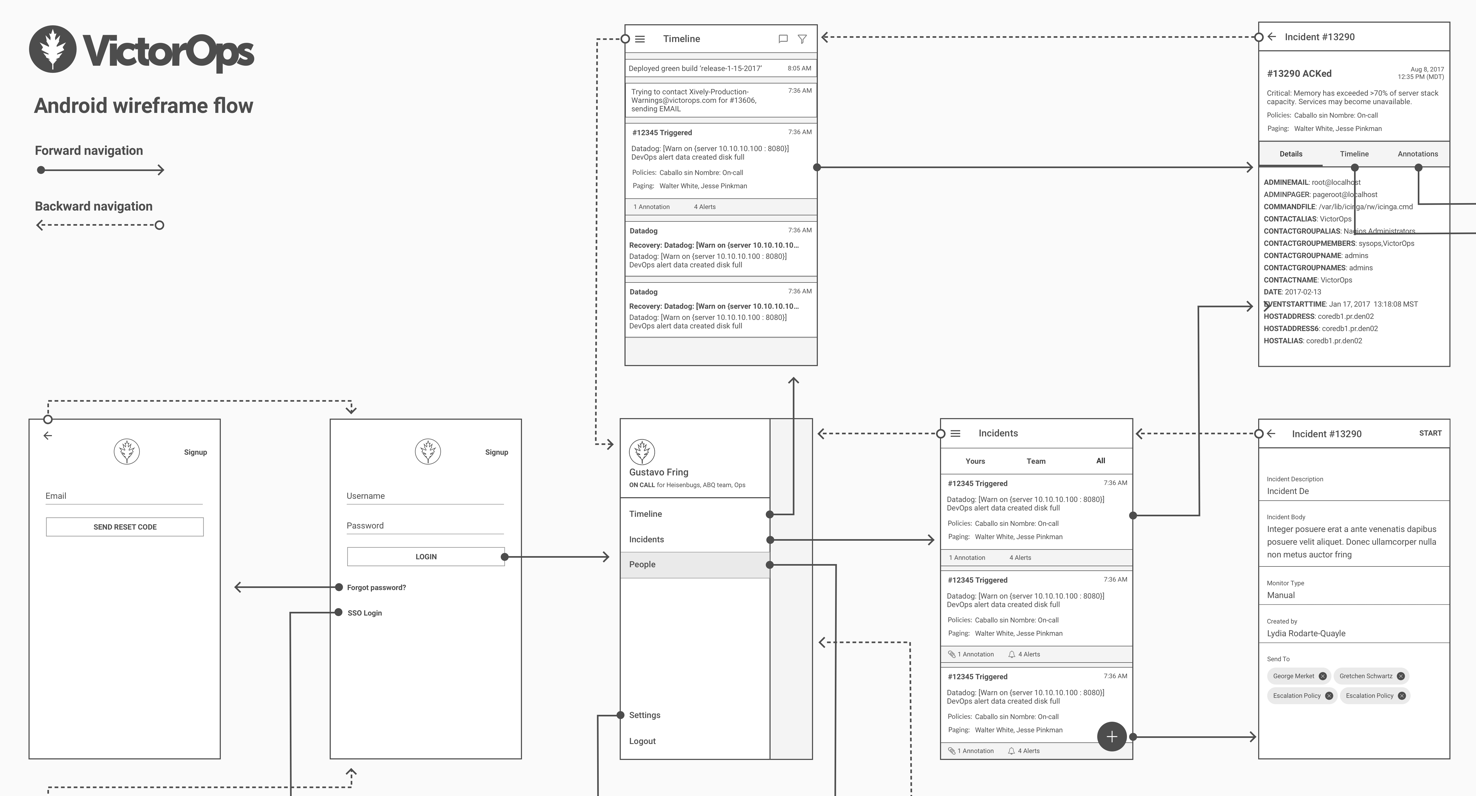 VictorOps
Android wireframe flow
Forward navigation
Backward navigation
Timeline
Deployed green build 'release-1-15-2017'
8:05 AM
Trying to contact Xively-Production-
Warnings@victorops.com for #13606,
sending EMAIL
7:36 AM
#12345 Triggered
7:36 AM
Datadog: [Warn on {server 10.10.10.100 : 8080}]
DevOps alert data created disk full
Policies: Caballo sin Nombre: On-call
Paging: Walter White, Jesse Pinkman
1 Annotation 4 Alerts
Datadog
7:36 AM
Recovery: Datadog: [Warn on {server 10.10.10.10...
Datadog: [Warn on {server 10.10.10.100 : 8080}]
DevOps alert data created disk full
Datadog
7:36 AM
Recovery: Datadog: [Warn on {server 10.10.10.10...
Datadog: [Warn on {server 10.10.10.100 : 8080}]
DevOps alert data created disk full
Incident #13290
#13290 ACKed
Aug 8, 2017
12:35 PM (MDT)
Critical: Memory has exceeded >70% of server stack
capacity. Services may become unavailable.
Policies: Caballo sin Nombre: On-call
Paging: Walter White, Jesse Pinkman
Details Timeline Annotations
ADMINEMAIL: root@localhost
ADMINPAGER: pageroot@localhost
COMMANDFILE: /var/lib/icinga/rw/icinga.cmd
CONTACTALIAS: VictorOps
CONTACTGROUPALIAS: Nagios Administrators
CONTACTGROUPMEMBERS: sysops,VictorOps
CONTACTGROUPNAME: admins
CONTACTGROUPNAMES: admins
CONTACTNAME: VictorOps
DATE: 2017-02-13
EVENTSTARTTIME: Jan 17, 2017 13:18:08 MST
HOSTADDRESS: coredb1.pr.den02
HOSTADDRESS6: coredb1.pr.den02
HOSTALIAS: coredb1.pr.den02
Signup
Email
SEND RESET CODE
Signup
Username
Password
LOGIN
Forgot password?
SSO Login
Gustavo Fring
ON CALL for Heisenbugs, ABQ team, Ops
Timeline
Incidents
People
Settings
Logout
Incidents
Yours Team All
#12345 Triggered
7:36 AM
Datadog: [Warn on {server 10.10.10.100 : 8080}]
DevOps alert data created disk full
Policies: Caballo sin Nombre: On-call
Paging: Walter White, Jesse Pinkman
1 Annotation 4 Alerts
#12345 Triggered
7:36 AM
Datadog: [Warn on {server 10.10.10.100 : 8080}]
DevOps alert data created disk full
Policies: Caballo sin Nombre: On-call
Paging: Walter White, Jesse Pinkman
1 Annotation 4 Alerts
#12345 Triggered
7:36 AM
Datadog: [Warn on {server 10.10.10.100 : 8080}]
DevOps alert data created disk full
Policies: Caballo sin Nombre: On-call
Paging: Walter White, Jesse Pinkman
1 Annotation 4 Alerts
Incident #13290
START
Incident Description
Incident De
Incident Body
Integer posuere erat a ante venenatis dapibus
posuere velit aliquet. Donec ullamcorper nulla
non metus auctor fring
Monitor Type
Manual
Created by
Lydia Rodarte-Quayle
Send To
George Merket Gretchen Schwartz
Escalation Policy Escalation Policy